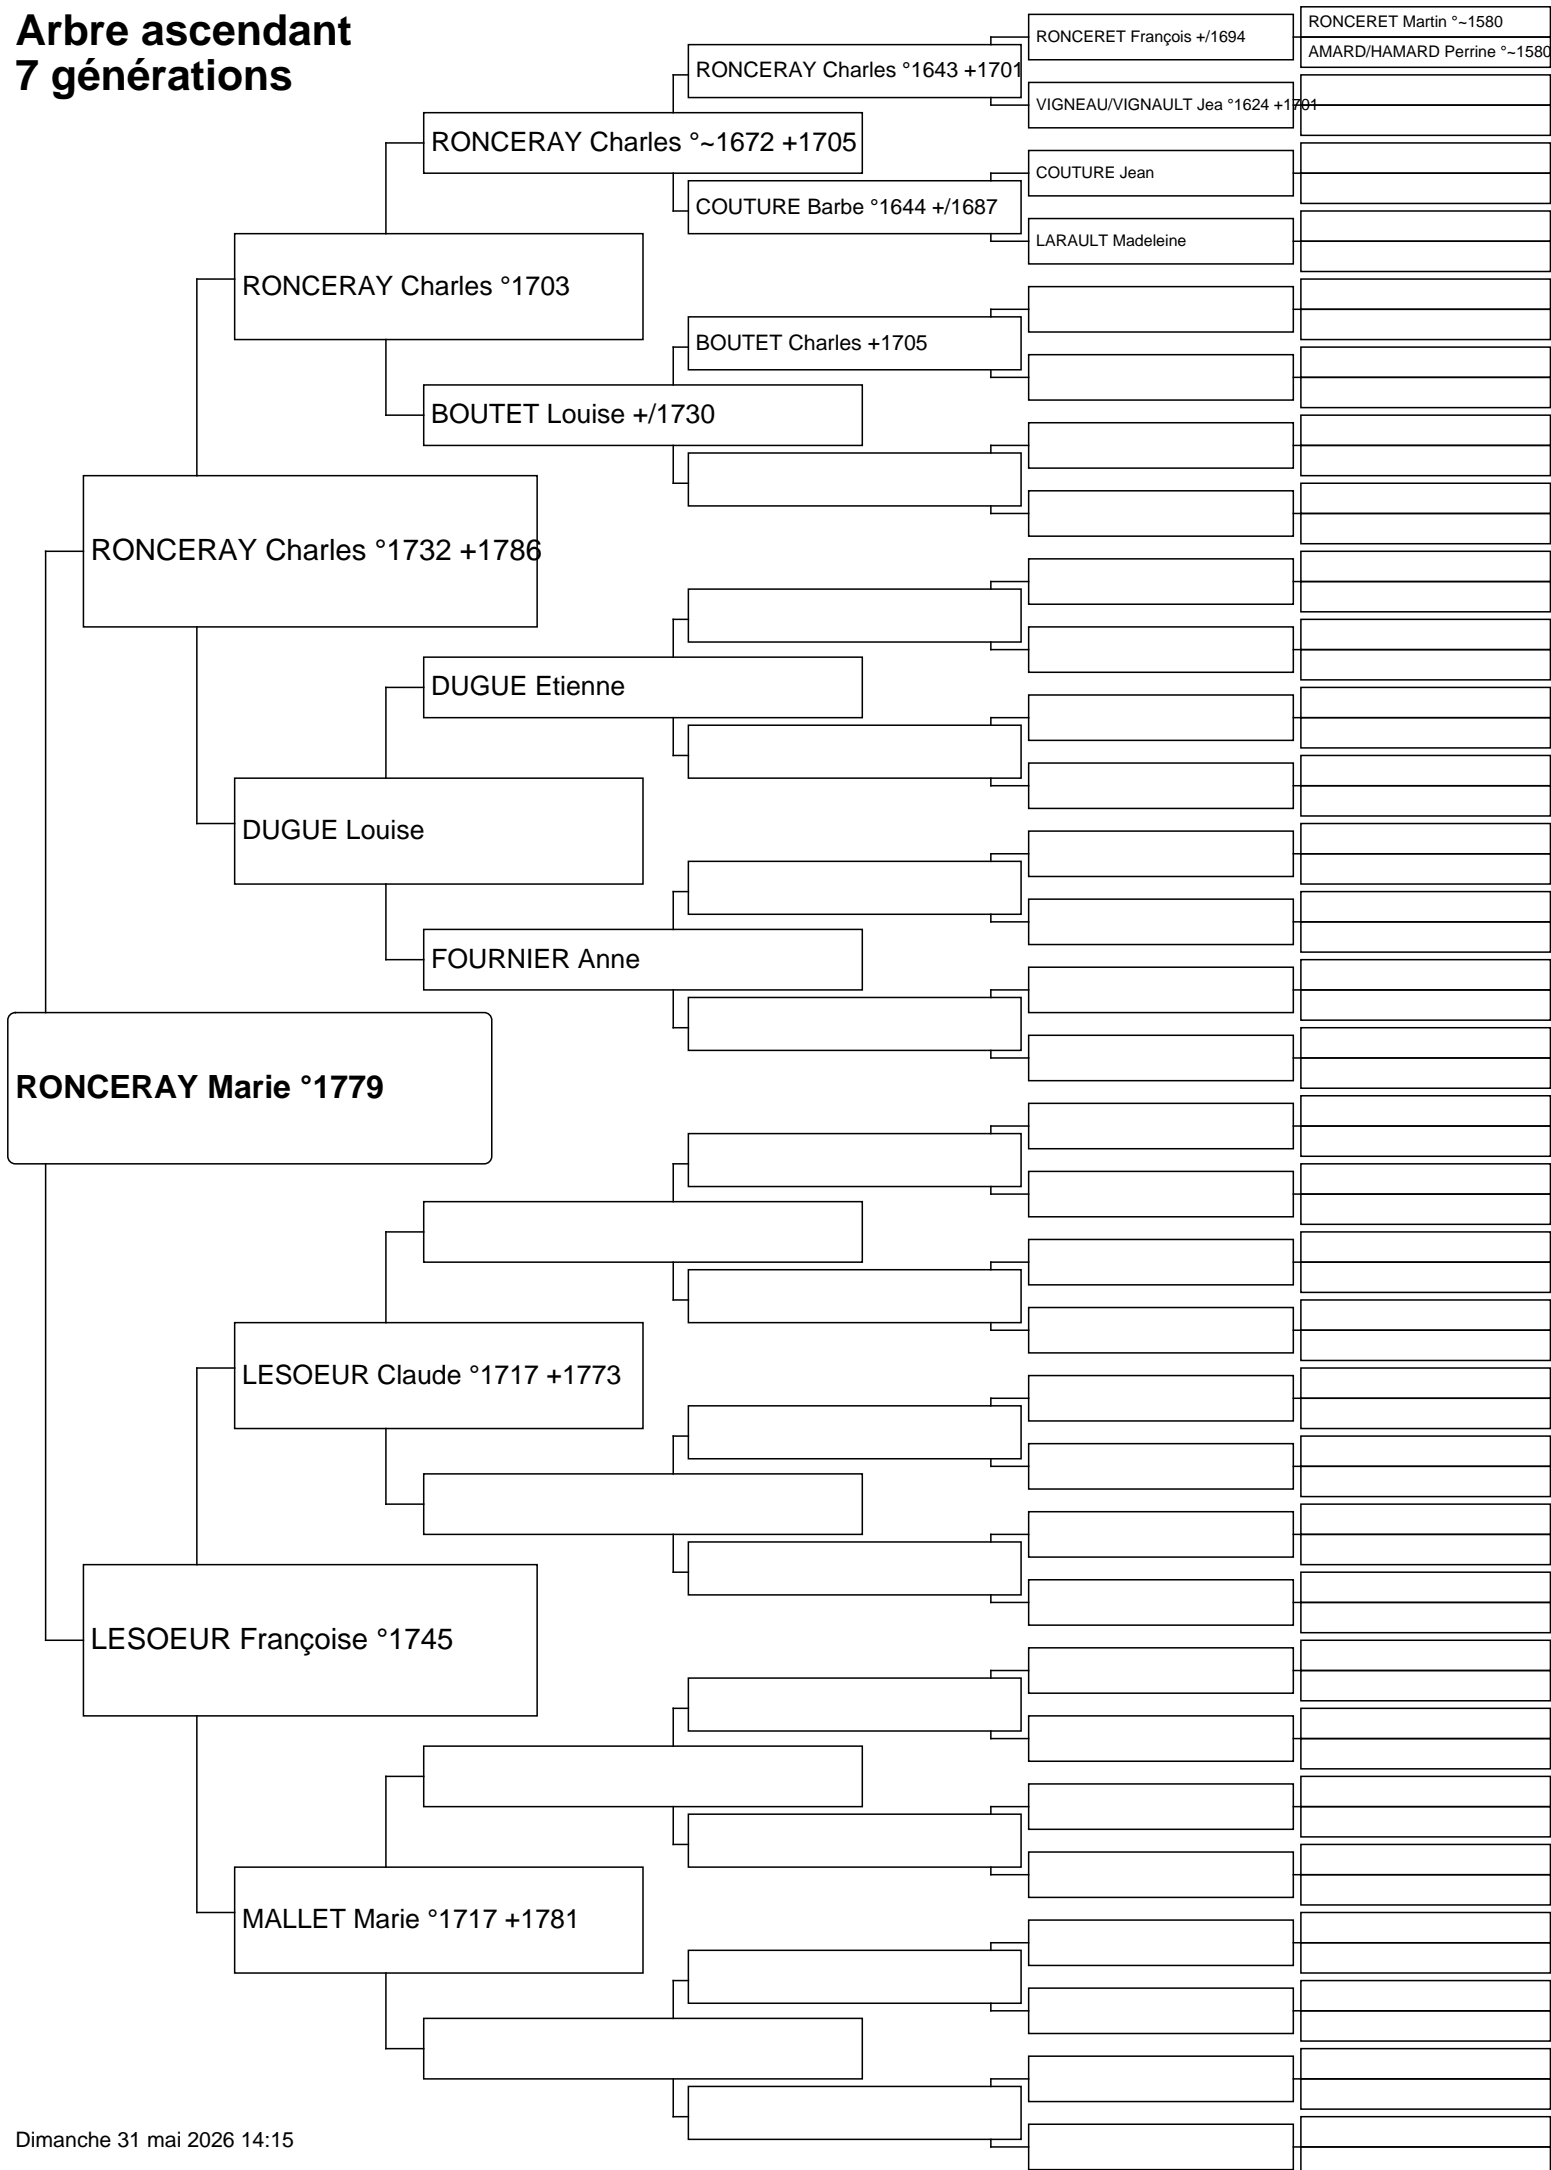 Arbre ascendant
7 générations
RONCERET Martin °~1580
RONCERET François +/1694
AMARD/HAMARD Perrine °~1580
RONCERAY Charles °1643 +1701
VIGNEAU/VIGNAULT Jea °1624 +1701
RONCERAY Charles °~1672 +1705
COUTURE Jean
COUTURE Barbe °1644 +/1687
LARAULT Madeleine
RONCERAY Charles °1703
BOUTET Charles +1705
BOUTET Louise +/1730
RONCERAY Charles °1732 +1786
DUGUE Etienne
DUGUE Louise
FOURNIER Anne
RONCERAY Marie °1779
LESOEUR Claude °1717 +1773
LESOEUR Françoise °1745
MALLET Marie °1717 +1781
Dimanche 31 mai 2026 14:15